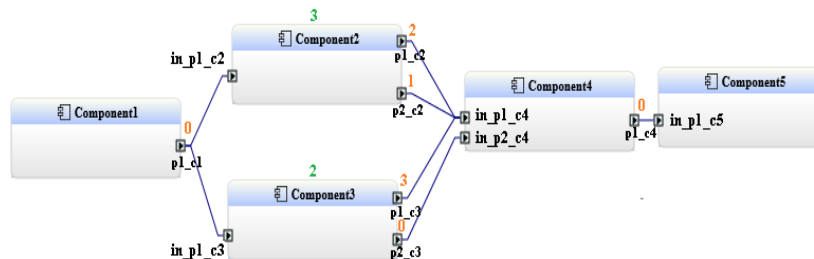 3
Component2
2
in_p1_c2
p1_c2
1
p2_c2
Component1
0
p1_c1
Component4
in_p1_c4
in_p2_c4
0
p1_c4
Component5
in_p1_c5
2
Component3
3
p1_c3
in_p1_c3
0
p2_c3